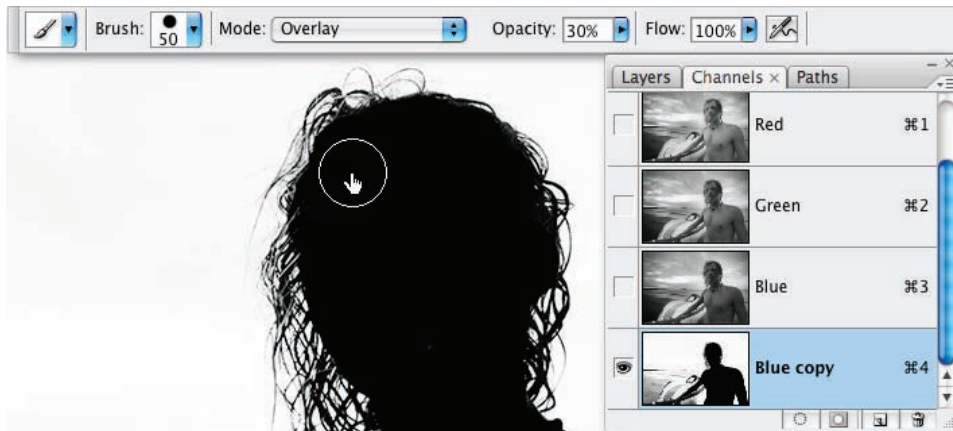 Brush: 50 Mode: Overlay Opacity: 30% Flow: 100%
Layers Channels × Paths
Red ⌘1
Green ⌘2
Blue ⌘3
Blue copy ⌘4